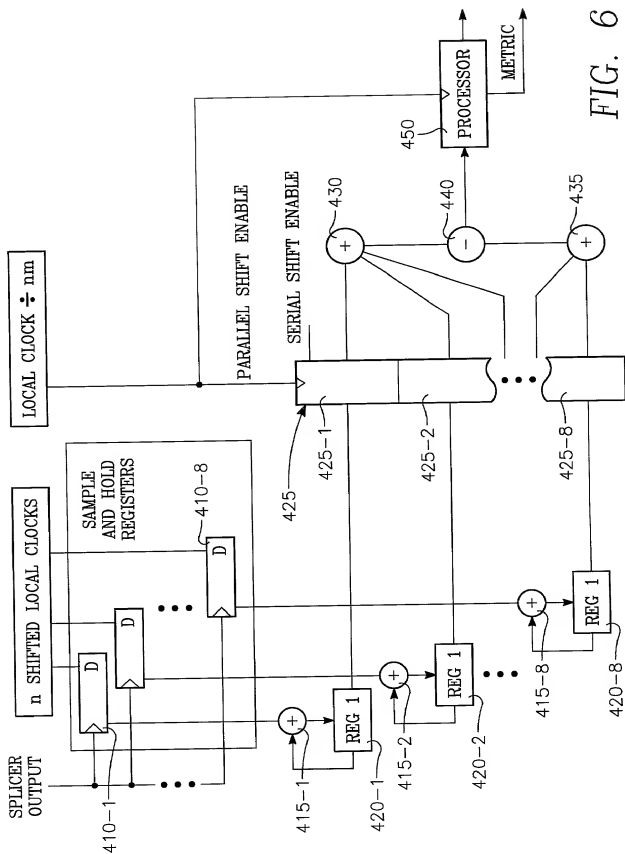 SPLICER
OUTPUT
n SHIFTED LOCAL CLOCKS
LOCAL CLOCK ÷ nm
D
D
D
SAMPLE
AND HOLD
REGISTERS
410-1
410-8
PARALLEL SHIFT ENABLE
SERIAL SHIFT ENABLE
425
425-1
425-2
425-8
+
415-1
REG 1
420-1
+
415-2
REG 1
420-2
+
415-8
REG 1
420-8
+
430
-
440
+
435
450
PROCESSOR
METRIC
FIG. 6